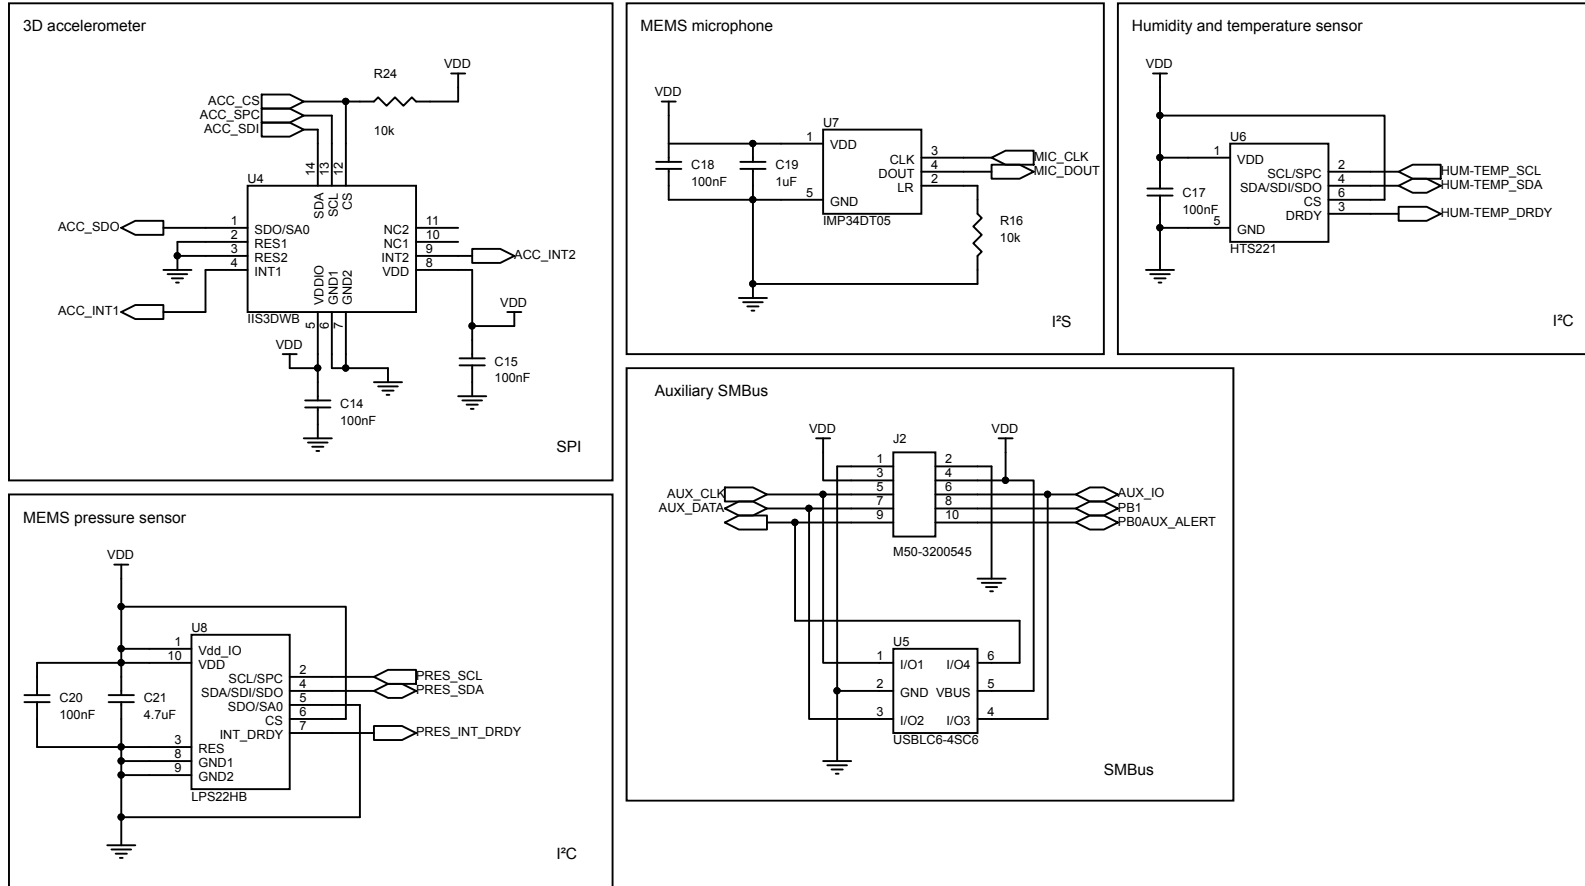 3D accelerometer
VDD
R24
10k
ACC_CS
ACC_SPC
ACC_SDI
14
13
12
U4
SDA
SCL
CS
ACC_SDO
1
2
3
4
SDO/SA0
RES1
RES2
INT1
NC2
NC1
INT2
VDD
11
10
9
8
ACC_INT2
ACC_INT1
VDDIO
GND1
GND2
IIS3DWB
5
6
7
VDD
VDD
C15
100nF
C14
100nF
SPI
MEMS microphone
VDD
C18
100nF
C19
1uF
U7
1
VDD
5
GND
CLK
DOUT
LR
3
4
2
MIC_CLK
MIC_DOUT
IMP34DT05
R16
10k
I²S
Humidity and temperature sensor
VDD
C17
100nF
U6
1
VDD
SCL/SPC
SDA/SDI/SDO
CS
DRDY
5
GND
2
4
6
3
HUM-TEMP_SCL
HUM-TEMP_SDA
HUM-TEMP_DRDY
HTS221
I²C
Auxiliary SMBus
VDD
J2
VDD
1
3
5
7
9
2
4
6
8
10
AUX_CLK
AUX_DATA
AUX_IO
PB1
PB0AUX_ALERT
M50-3200545
U5
1
I/O1
I/O4
6
2
GND
VBUS
5
3
I/O2
I/O3
4
USBLC6-4SC6
SMBus
MEMS pressure sensor
VDD
C20
100nF
C21
4.7uF
U8
1
10
Vdd_IO
VDD
SCL/SPC
SDA/SDI/SDO
SDO/SA0
CS
INT_DRDY
3
8
9
RES
GND1
GND2
2
4
5
6
7
PRES_SCL
PRES_SDA
PRES_INT_DRDY
LPS22HB
I²C